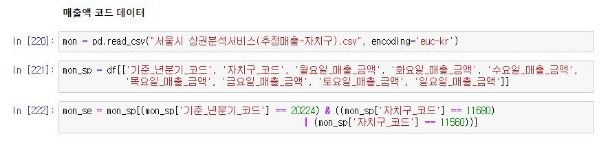 매출액 코드 데이터
In [220]: mon = pd.read_csv("서울시 상권분석서비스(추정매출-자치구).csv", encoding='euc-kr')
In [221]: mon_sp = df[['기준_년분기_코드', '자치구_코드', '월요일_매출_금액', '화요일_매출_금액', '수요일_매출_금액',
'목요일_매출_금액', '금요일_매출_금액', '토요일_매출_금액', '일요일_매출_금액']]
In [222]: mon_se = mon_sp[(mon_sp['기준_년분기_코드'] == 20224) & ((mon_sp['자치구_코드'] == 11680)
| (mon_sp['자치구_코드'] == 11560))]